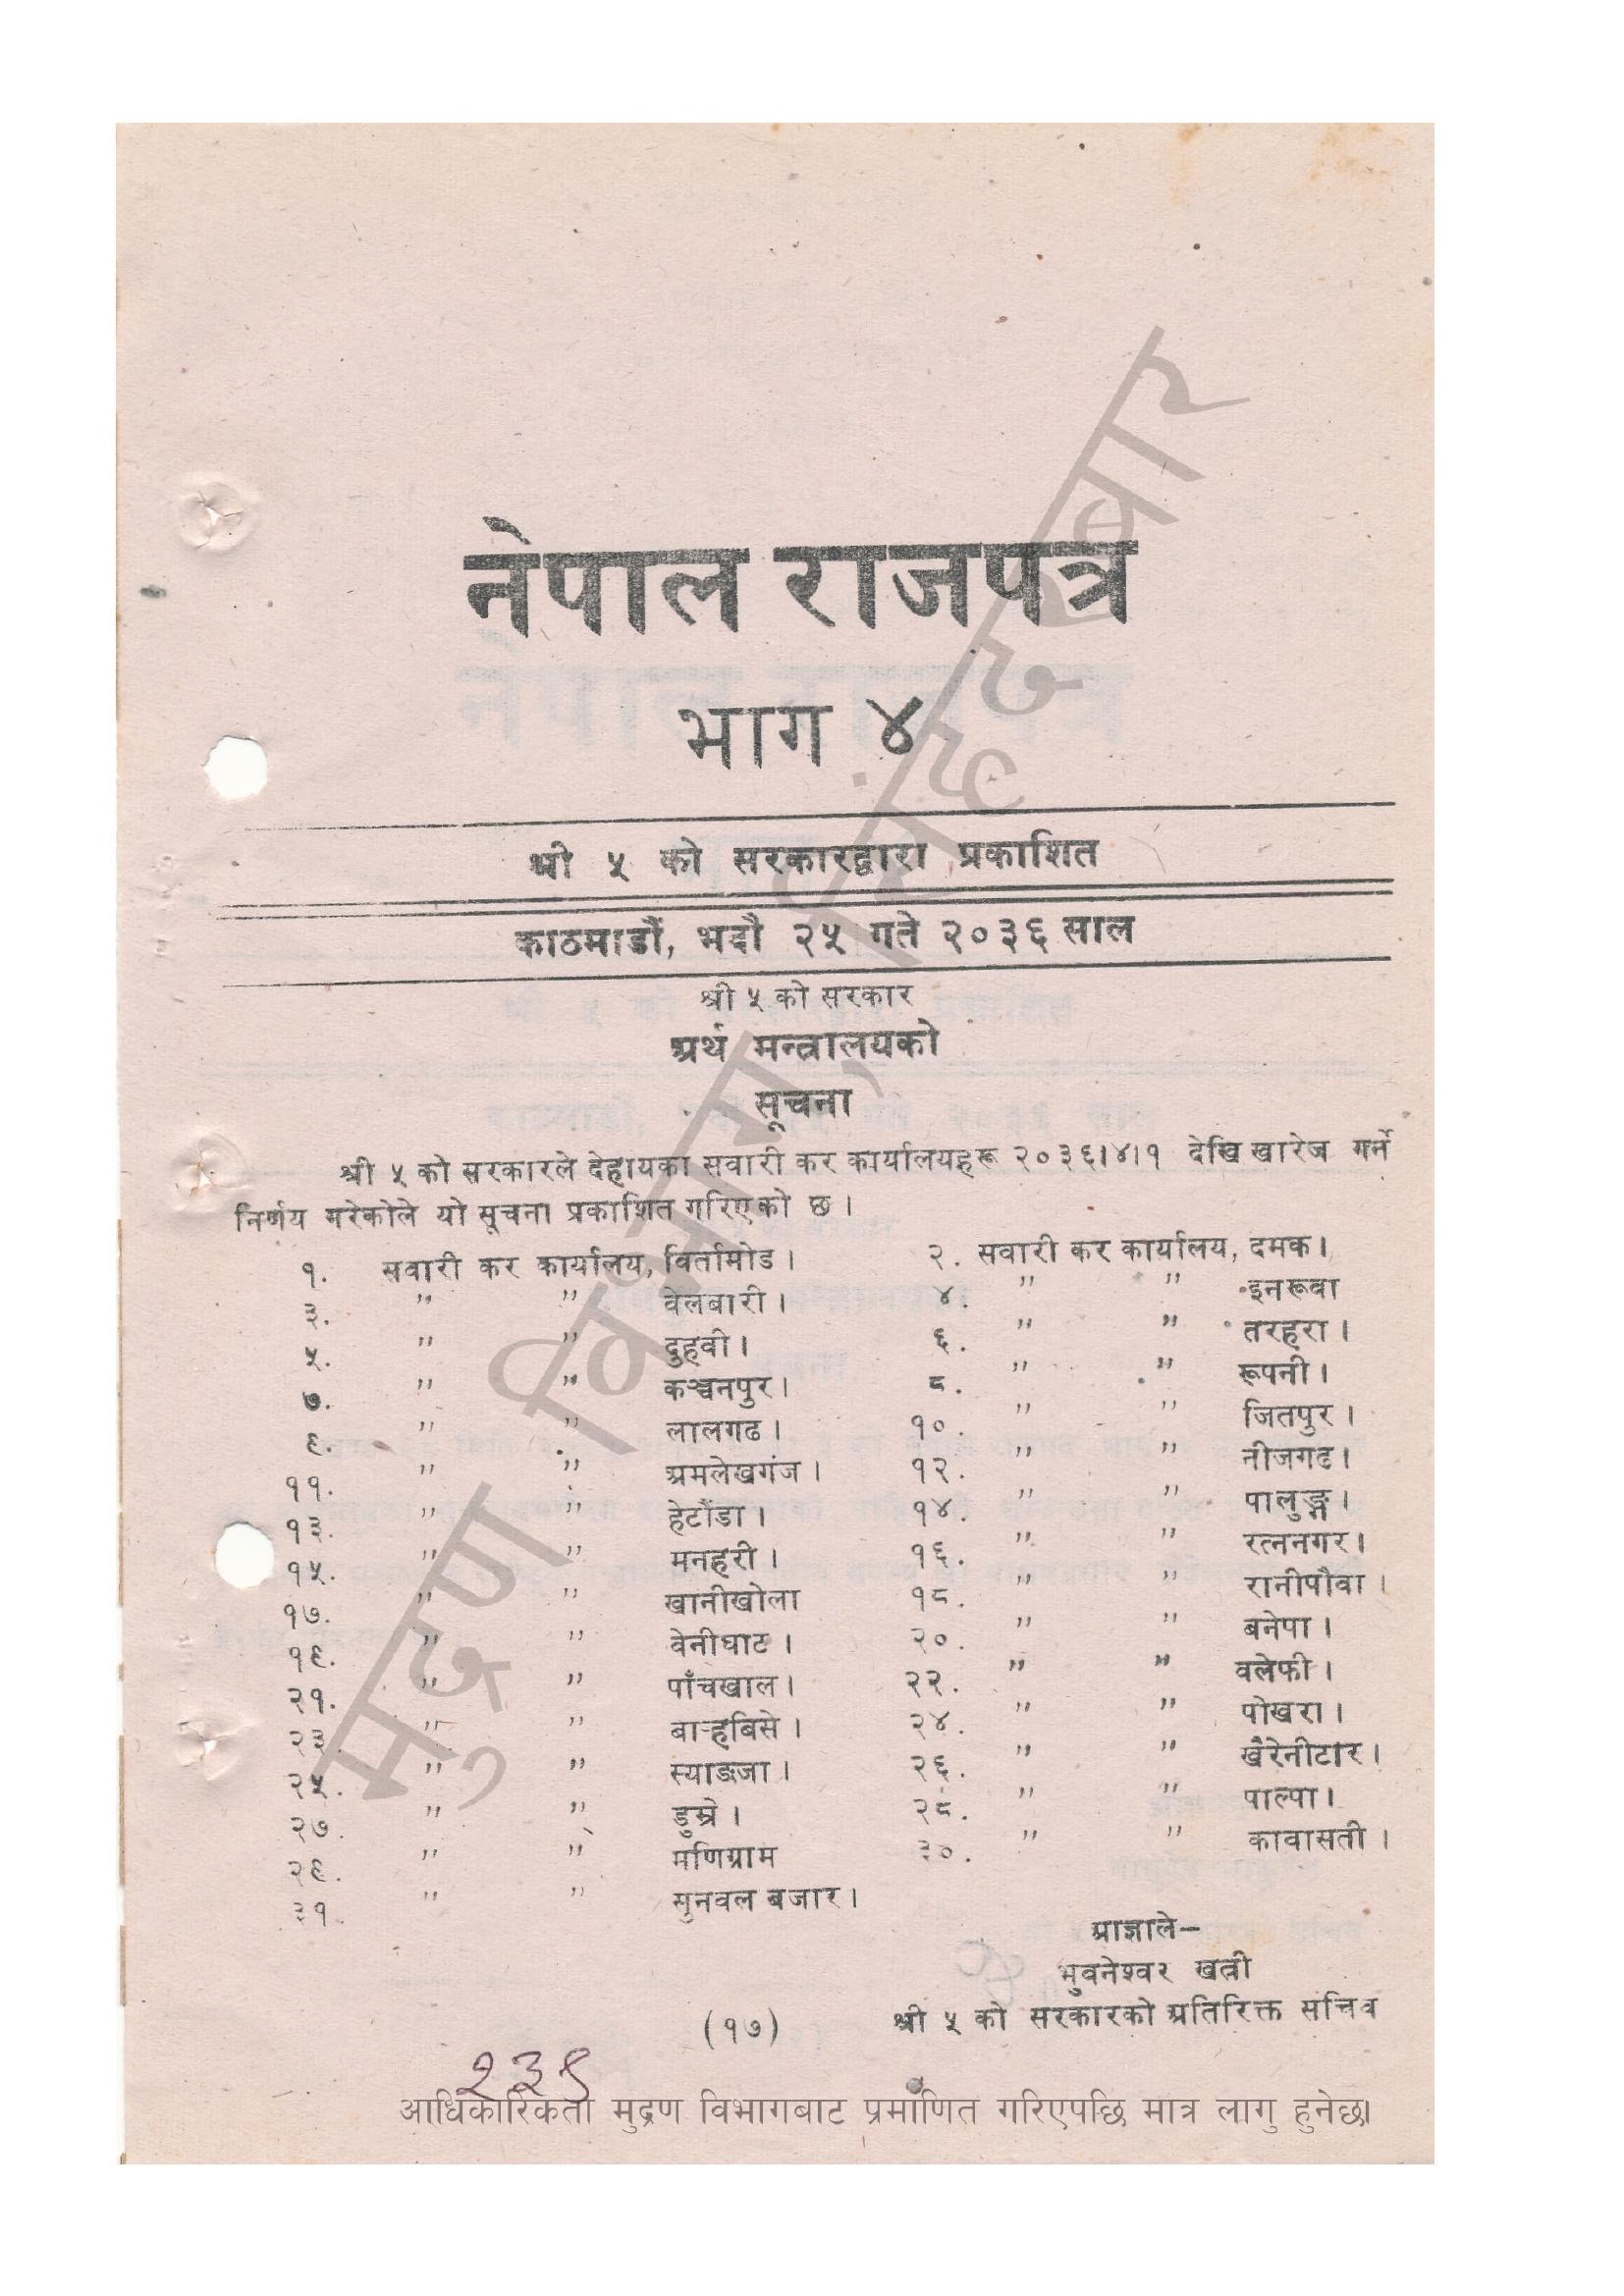 नेपाल राजपत्र
भाग ४
श्री ५ को सरकारद्वारा प्रकाशित
काठमाडौं, भदौ २५ गते २०३६ साल
श्री ५ को सरकार
अर्थ मन्त्रालयको
सूचना
श्री ५ को सरकारले देहायका सवारी कर कार्यालयहरू २०३६।४।१ देखि खारेज गर्ने
निर्णय गरेकोले यो सूचना प्रकाशित गरिएको छ ।
१. सवारी कर कार्यालय, विर्तामोड । २. सवारी कर कार्यालय, दमक ।
३. " " वेलबारी । ४. " " इनरूवा
५. " " दुहवी । ६. " " तरहरा ।
७. " " कञ्चनपुर । ८. " " रूपनी ।
९. " " लालगढ । १०. " " जितपुर ।
११. " " अमलेखगंज । १२. " " नीजगढ ।
१३. " " हेटौंडा । १४. " " पालुङ्ग ।
१५. " " मनहरी । १६. " " रत्ननगर ।
१७. " " खानीखोला १८. " " रानीपौवा ।
१९. " " वेनीघाट । २०. " " बनेपा ।
२१. " " पाँचखाल । २२. " " वलेफी ।
२३. " " बाऱ्हबिसे । २४. " " पोखरा ।
२५. " " स्याङजा । २६. " " खैरेनीटार ।
२७. " " डुम्रे । २८. " " पाल्पा ।
२९. " " मणिग्राम ३०. " " कावासती ।
३१. " " सुनवल बजार ।
आज्ञाले—
भुवनेश्वर खत्री
श्री ५ को सरकारको अतिरिक्त सचिव
(१७)
२३९
आधिकारिकता मुद्रण विभागबाट प्रमाणित गरिएपछि मात्र लागु हुनेछ।
मुद्रण विभाग,